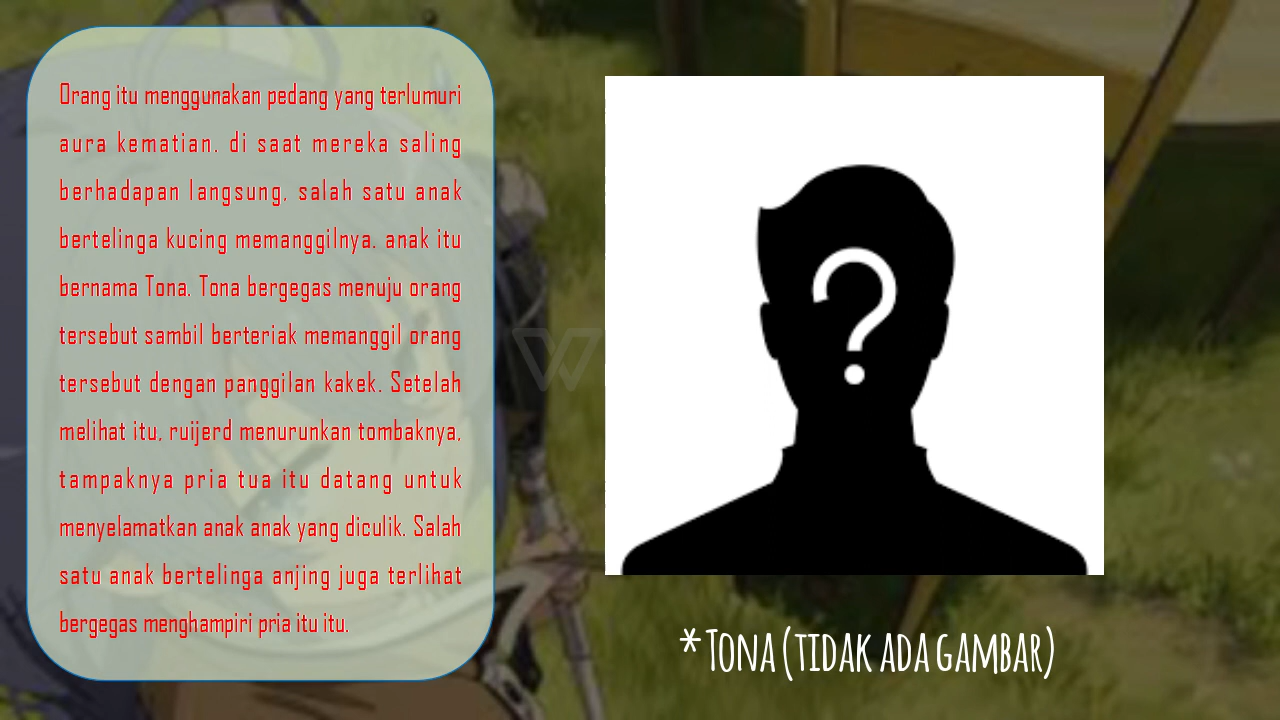 Orang itu menggunakan pedang yang terlumuri
aura kematian. di saat mereka saling
berhadapan langsung, salah satu anak
bertelinga kucing memanggilnya. anak itu
bernama Tona. Tona bergegas menuju orang
tersebut sambil berteriak memanggil orang
tersebut dengan panggilan kakek. Setelah
melihat itu, ruijerd menurunkan tombaknya,
tampaknya pria tua itu datang untuk
menyelamatkan anak anak yang diculik. Salah
satu anak bertelinga anjing juga terlihat
bergegas menghampiri pria itu itu.
?
*Tona (tidak ada gambar)